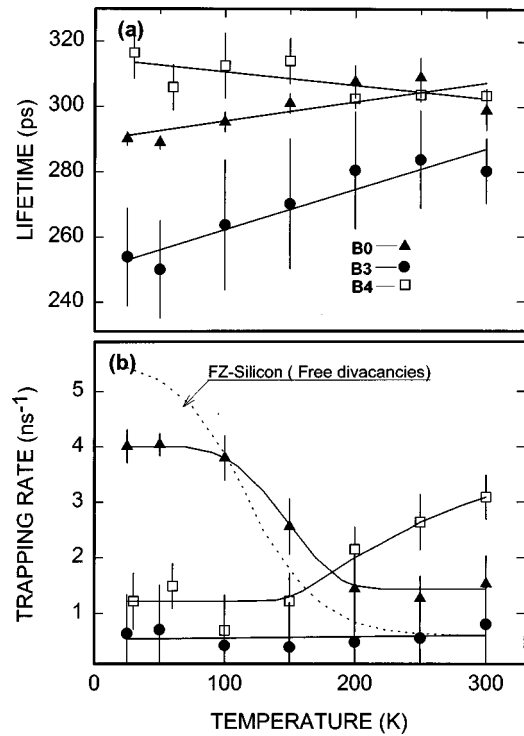 (a)
320
300
280
260
240
LIFETIME (ps)
B0
B3
B4
(b)
FZ-Silicon ( Free divacancies)
5
4
3
2
1
TRAPPING RATE (ns-1)
0 100 200 300
TEMPERATURE (K)